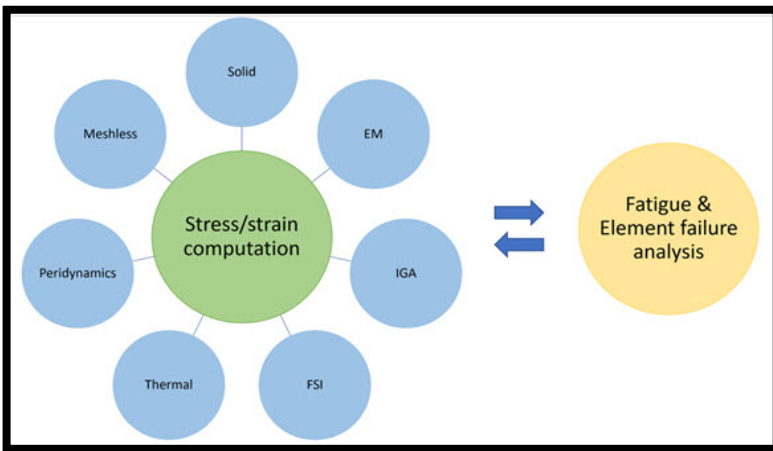 Solid
Meshless
EM
Stress/strain
computation
Fatigue &
Element failure
analysis
Peridynamics
IGA
Thermal
FSI